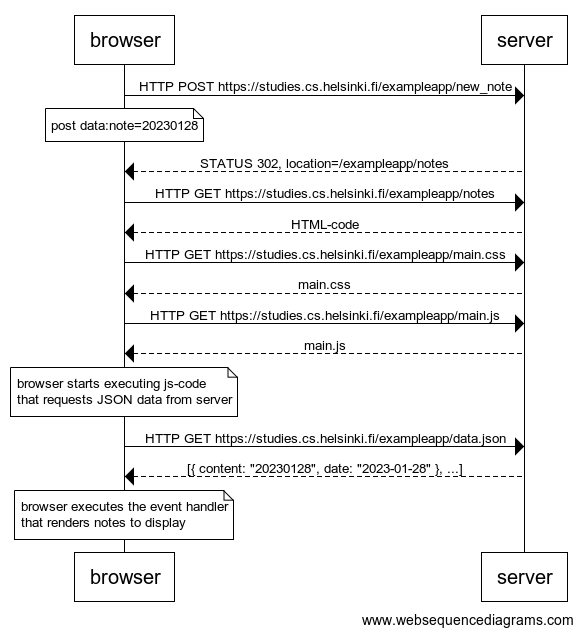 browser
server
HTTP POST https://studies.cs.helsinki.fi/exampleapp/new_note
post data:note=20230128
STATUS 302, location=/exampleapp/notes
HTTP GET https://studies.cs.helsinki.fi/exampleapp/notes
HTML-code
HTTP GET https://studies.cs.helsinki.fi/exampleapp/main.css
main.css
HTTP GET https://studies.cs.helsinki.fi/exampleapp/main.js
main.js
browser starts executing js-code
that requests JSON data from server
HTTP GET https://studies.cs.helsinki.fi/exampleapp/data.json
[{ content: "20230128", date: "2023-01-28" }, ...]
browser executes the event handler
that renders notes to display
browser
server
www.websequencediagrams.com